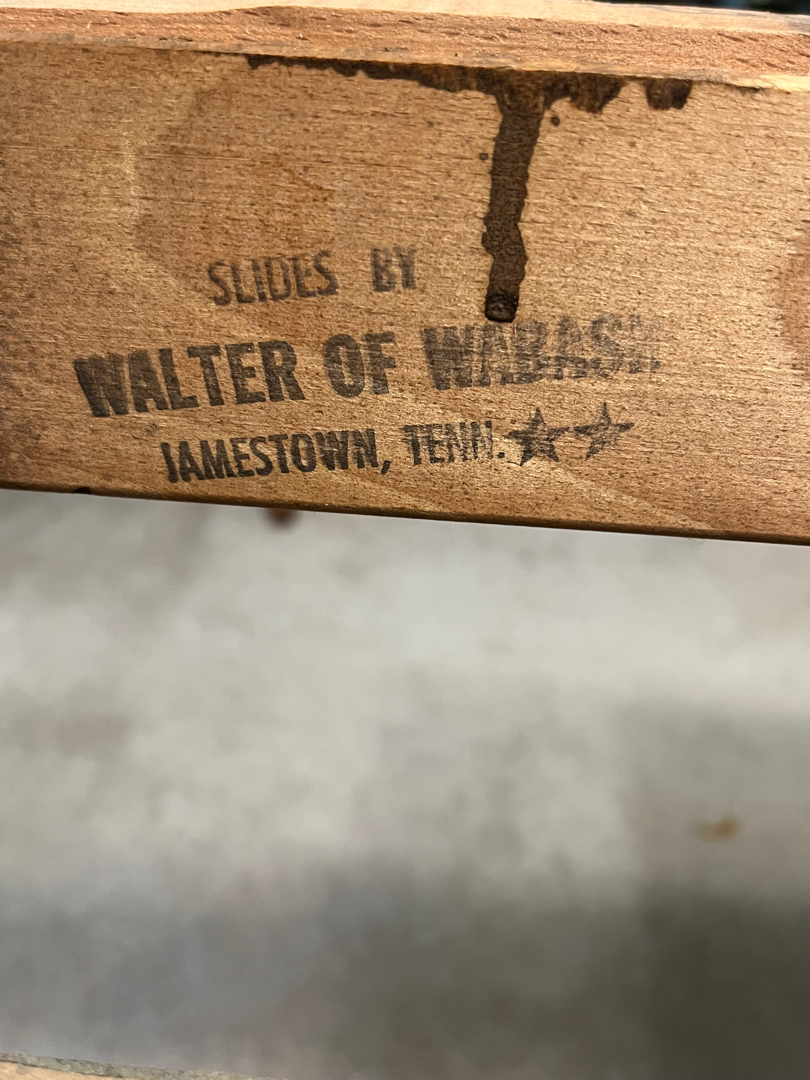 SLIDES BY
WALTER OF WABASH
JAMESTOWN, TENN.